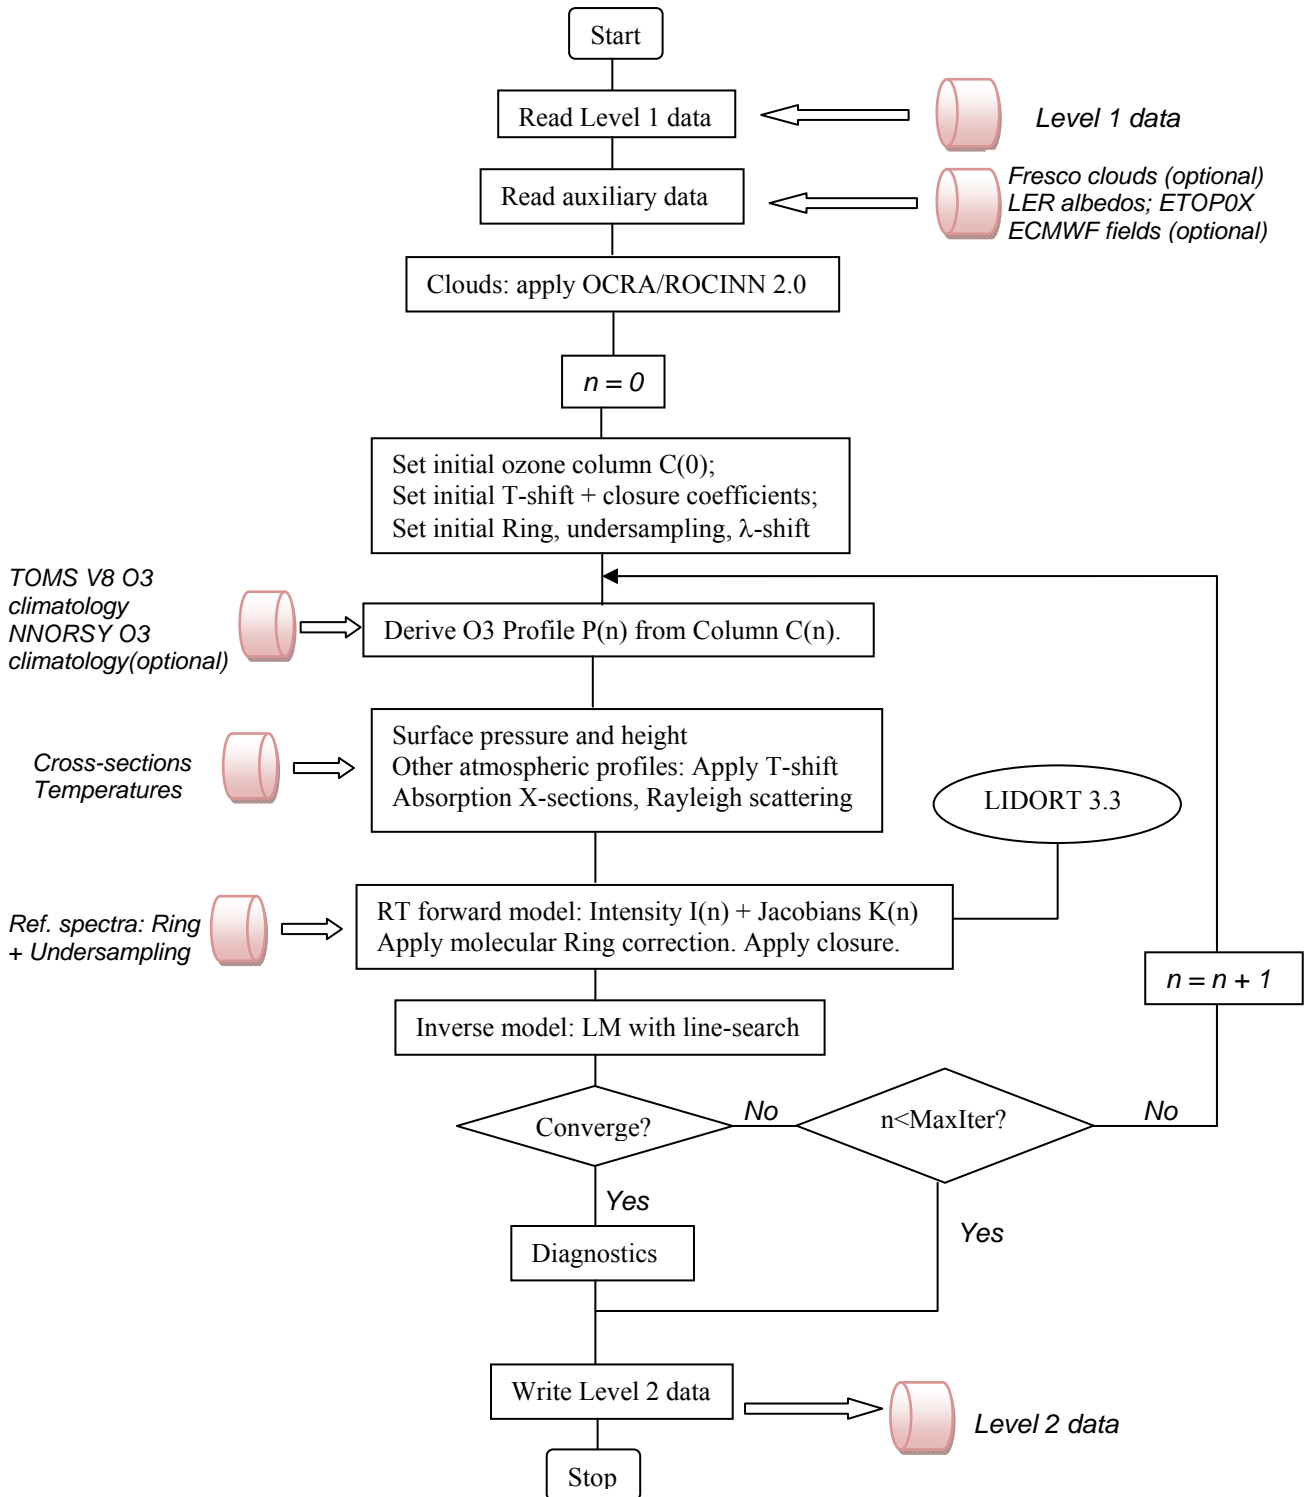 Start
Read Level 1 data
Level 1 data
Read auxiliary data
Fresco clouds (optional)
LER albedos; ETOP0X
ECMWF fields (optional)
Clouds: apply OCRA/ROCINN 2.0
n = 0
Set initial ozone column C(0);
Set initial T-shift + closure coefficients;
Set initial Ring, undersampling, λ-shift
TOMS V8 O3
climatology
NNORSY O3
climatology(optional)
Derive O3 Profile P(n) from Column C(n).
Cross-sections
Temperatures
Surface pressure and height
Other atmospheric profiles: Apply T-shift
Absorption X-sections, Rayleigh scattering
LIDORT 3.3
Ref. spectra: Ring
+ Undersampling
RT forward model: Intensity I(n) + Jacobians K(n)
Apply molecular Ring correction. Apply closure.
n = n + 1
Inverse model: LM with line-search
Converge?
No
n<MaxIter?
No
Yes
Yes
Diagnostics
Write Level 2 data
Level 2 data
Stop